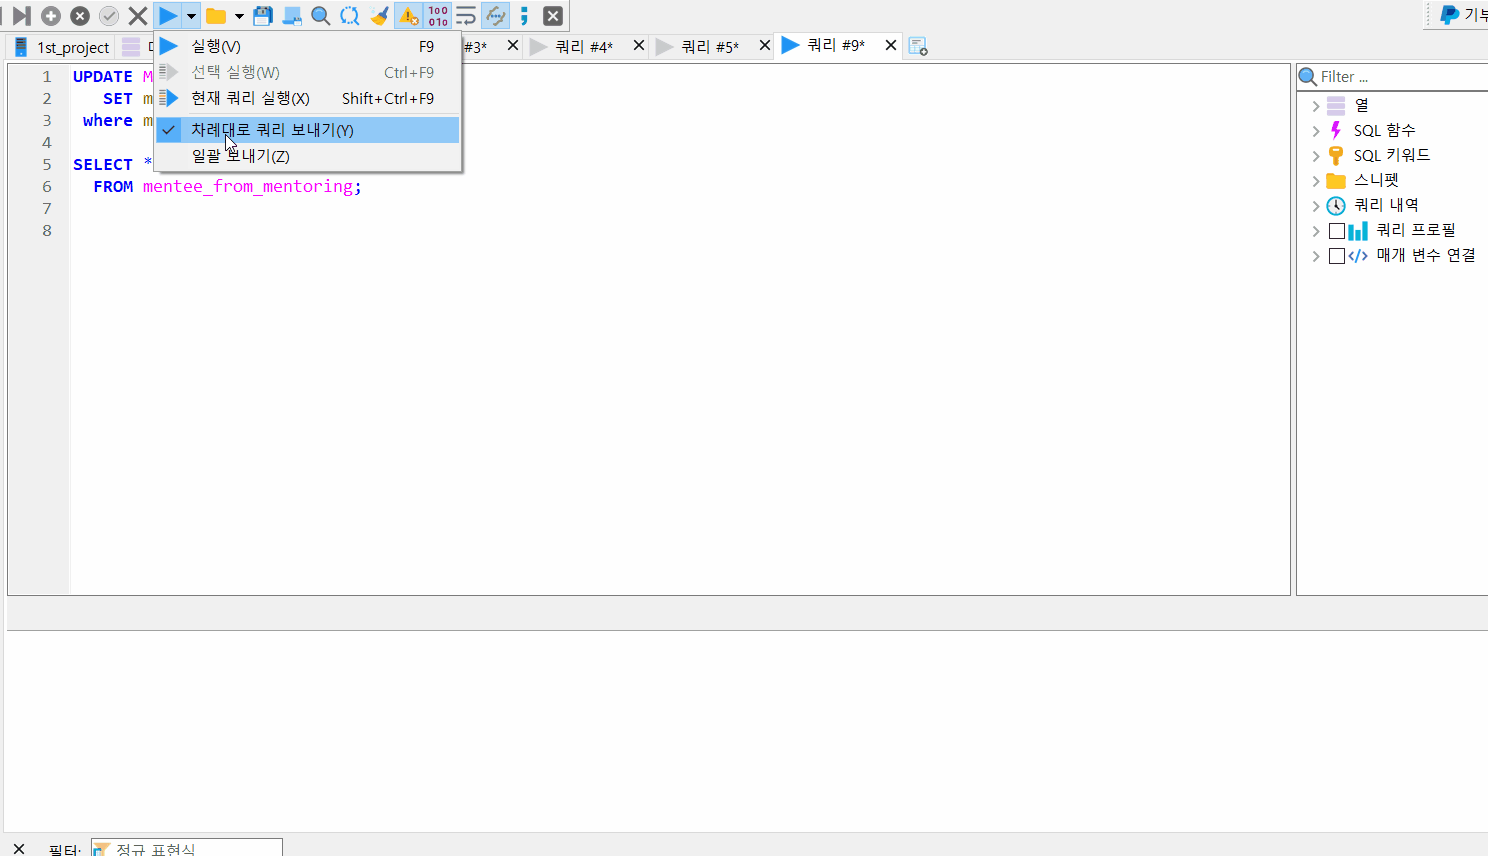 기부
1st_project
#3*
쿼리 #4*
쿼리 #5*
쿼리 #9*
실행(V) F9
선택 실행(W) Ctrl+F9
현재 쿼리 실행(X) Shift+Ctrl+F9
차례대로 쿼리 보내기(Y)
일괄 보내기(Z)
1 UPDATE M
2 SET m
3 where m
4
5 SELECT *
6 FROM mentee_from_mentoring;
7
8
Filter ...
열
SQL 함수
SQL 키워드
스니펫
쿼리 내역
쿼리 프로필
매개 변수 연결
필터: 정규 표현식